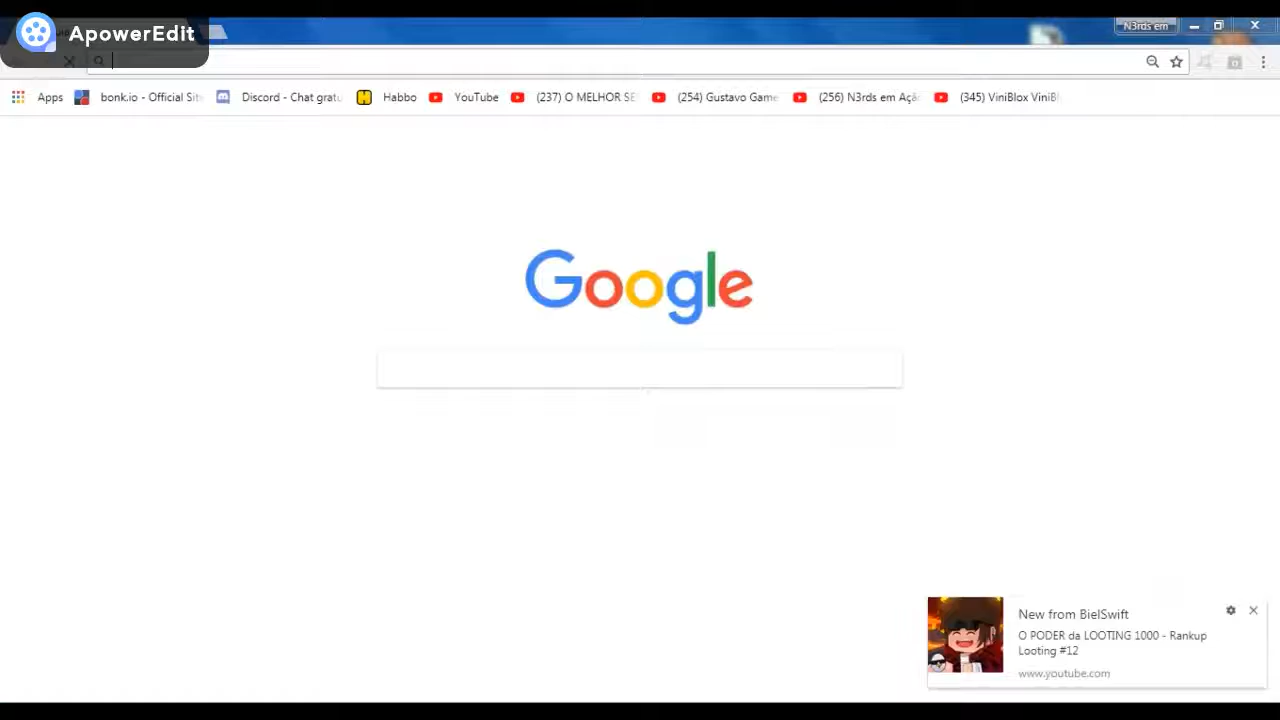 ApowerEdit
N3rds em
Apps bonk.io - Official Sit Discord - Chat gratu Habbo YouTube (237) O MELHOR SE (254) Gustavo Game (256) N3rds em Açã (345) ViniBlox ViniBl
Google
New from BielSwift
O PODER da LOOTING 1000 - Rankup
Looting #12
www.youtube.com